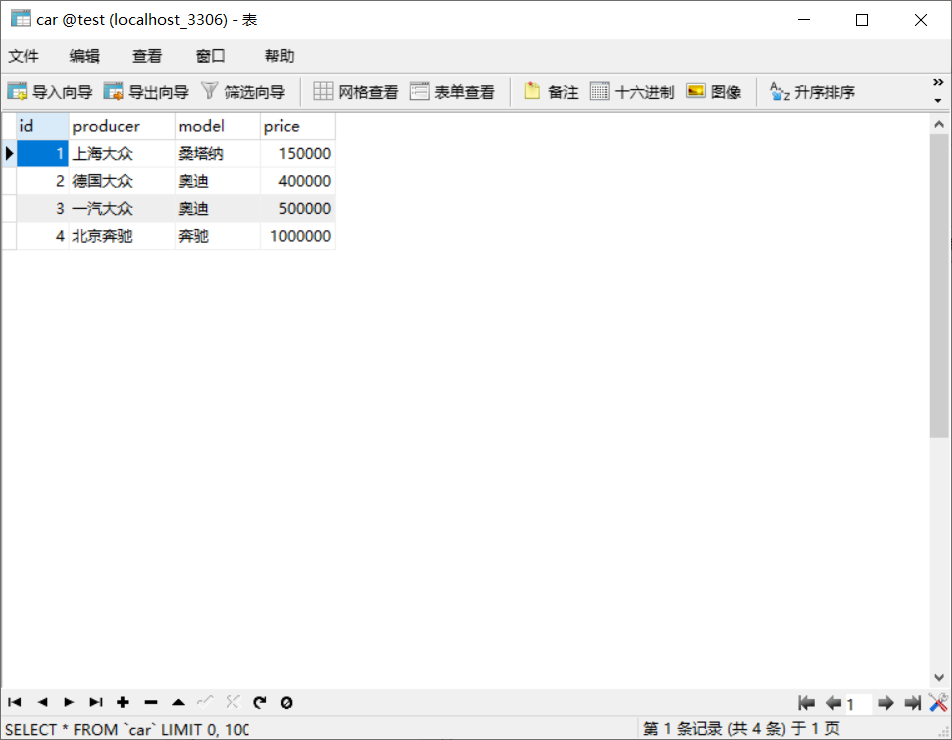 car @test (localhost_3306) - 表
文件 编辑 查看 窗口 帮助
导入向导 导出向导 筛选向导 网格查看 表单查看 备注 十六进制 图像 升序排序
id producer model price
1 上海大众 桑塔纳 150000
2 德国大众 奥迪 400000
3 一汽大众 奥迪 500000
4 北京奔驰 奔驰 1000000
1
SELECT * FROM `car` LIMIT 0, 100 第 1 条记录 (共 4 条) 于 1 页